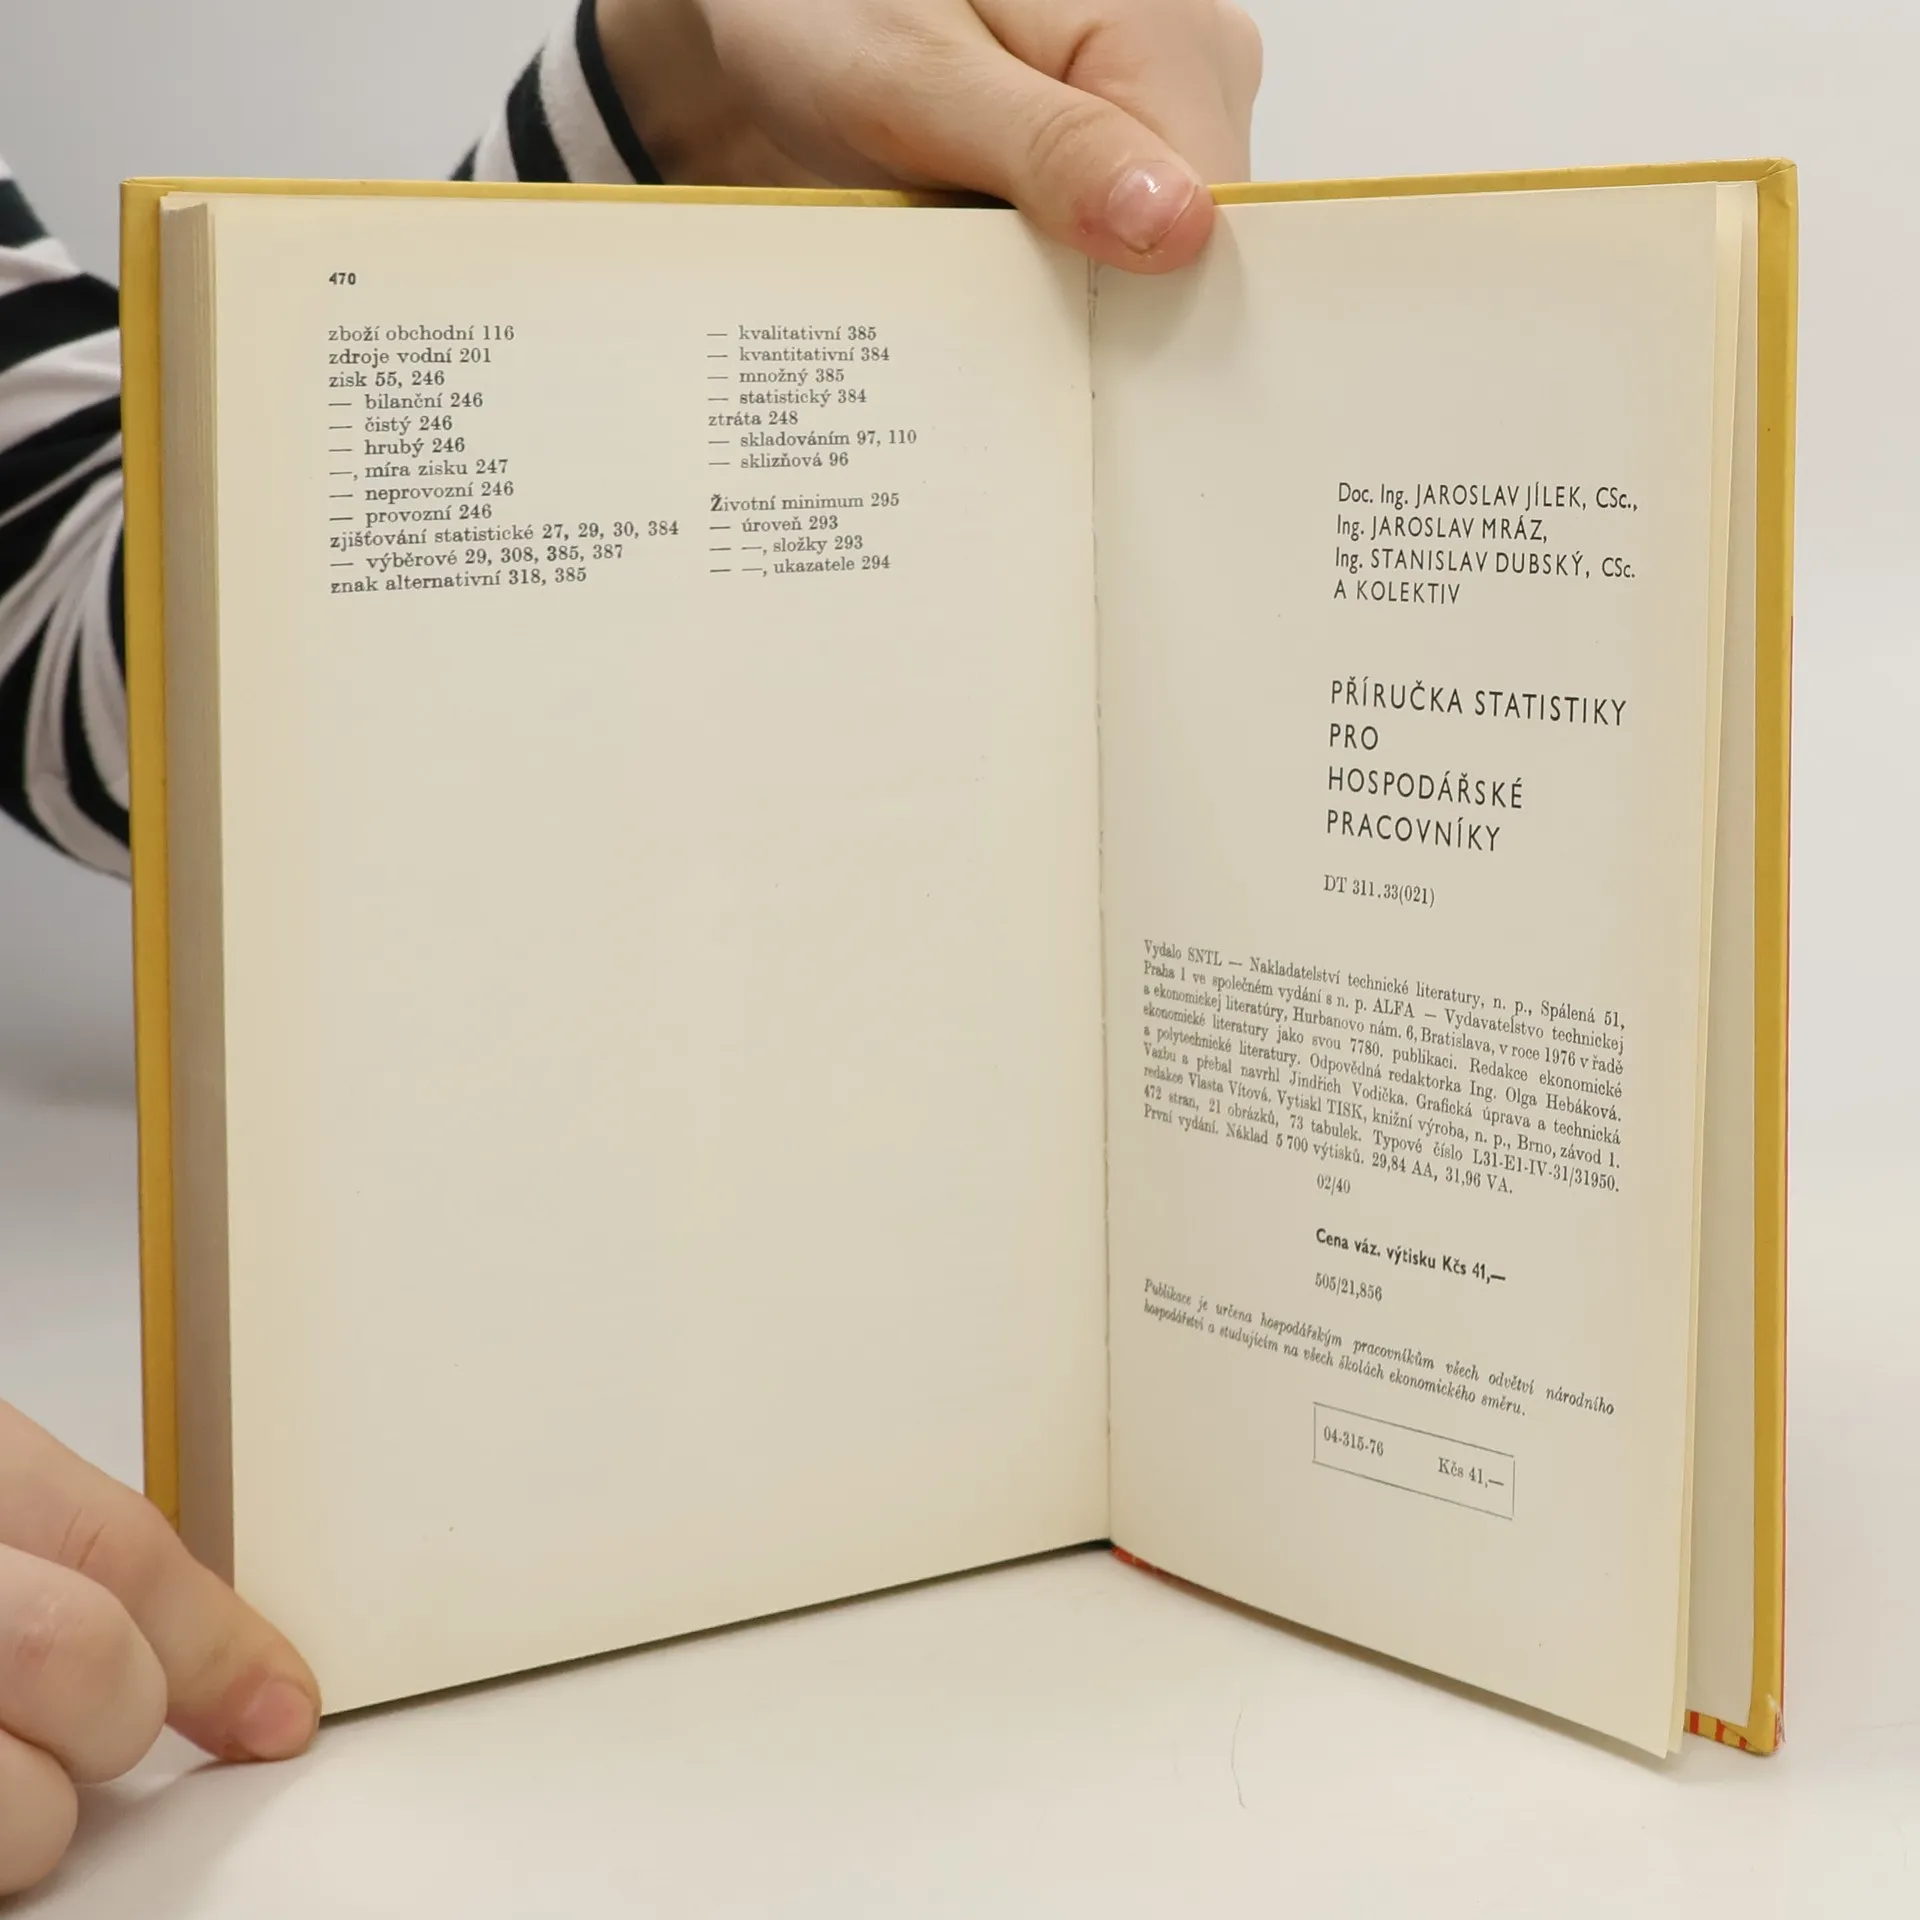 470
zboží obchodní 116
zdroje vodní 201
zisk 55, 246
— bilanční 246
— čistý 246
— hrubý 246
—, míra zisku 247
— neprovozní 246
— provozní 246
zjišťování statistické 27, 29, 30, 384
— výběrové 29, 308, 385, 387
znak alternativní 318, 385
— kvalitativní 385
— kvantitativní 384
— množný 385
— statistický 384
ztráta 248
— skladováním 97, 110
— sklizňová 96
Životní minimum 295
— úroveň 293
— —, složky 293
— —, ukazatele 294
Doc. Ing. JAROSLAV JÍLEK, CSc.,
Ing. JAROSLAV MRÁZ,
Ing. STANISLAV DUBSKÝ, CSc.
A KOLEKTIV
PŘÍRUČKA STATISTIKY
PRO
HOSPODÁŘSKÉ
PRACOVNÍKY
DT 311.33(021)
Vydalo SNTL — Nakladatelství technické literatury, n. p., Spálená 51,
Praha 1 ve společném vydání s n. p. ALFA — Vydavateľstvo technickej
a ekonomickej literatúry, Hurbanovo nám. 6, Bratislava, v roce 1976 v řadě
ekonomické literatury jako svou 7780. publikaci. Redakce ekonomické
a polytechnické literatury. Odpovědná redaktorka Ing. Olga Hebáková.
Vazbu a přebal navrhl Jindřich Vodička. Grafická úprava a technická
redakce Vlasta Vítová. Vytiskl TISK, knižní výroba, n. p., Brno, závod 1.
472 stran, 21 obrázků, 73 tabulek. Typové číslo L31-E1-IV-31/31950.
První vydání. Náklad 5 700 výtisků. 29,84 AA, 31,96 VA.
02/40
Cena váz. výtisku Kčs 41,—
505/21,856
Publikace je určena hospodářským pracovníkům všech odvětví národního
hospodářství a studujícím na všech školách ekonomického směru.
04-315-76 Kčs 41,—